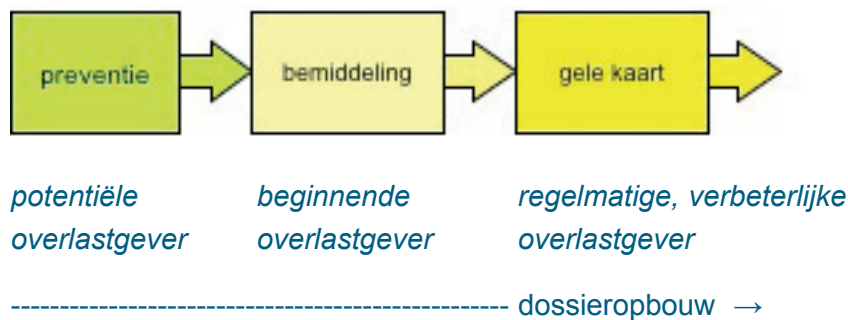 preventie bemiddeling gele kaart
potentiële beginnende regelmatige, verbeterlijke
overlastgever overlastgever overlastgever
---------------------------------------------------- dossieropbouw →